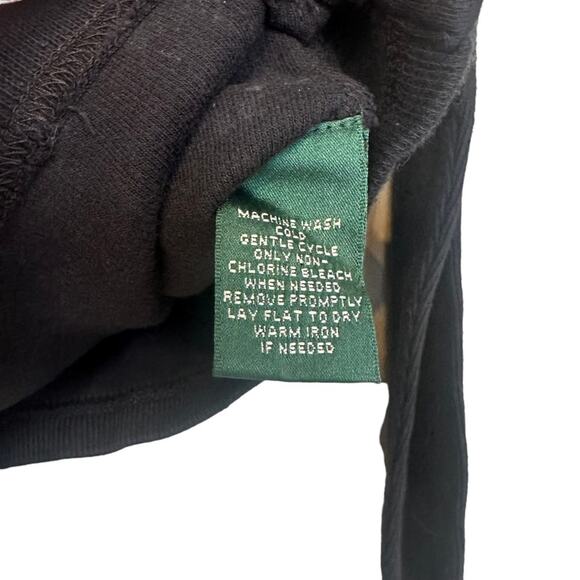 MACHINE WASH
COLD
GENTLE CYCLE
ONLY NON-
CHLORINE BLEACH
WHEN NEEDED
REMOVE PROMPTLY
LAY FLAT TO DRY
WARM IRON
IF NEEDED